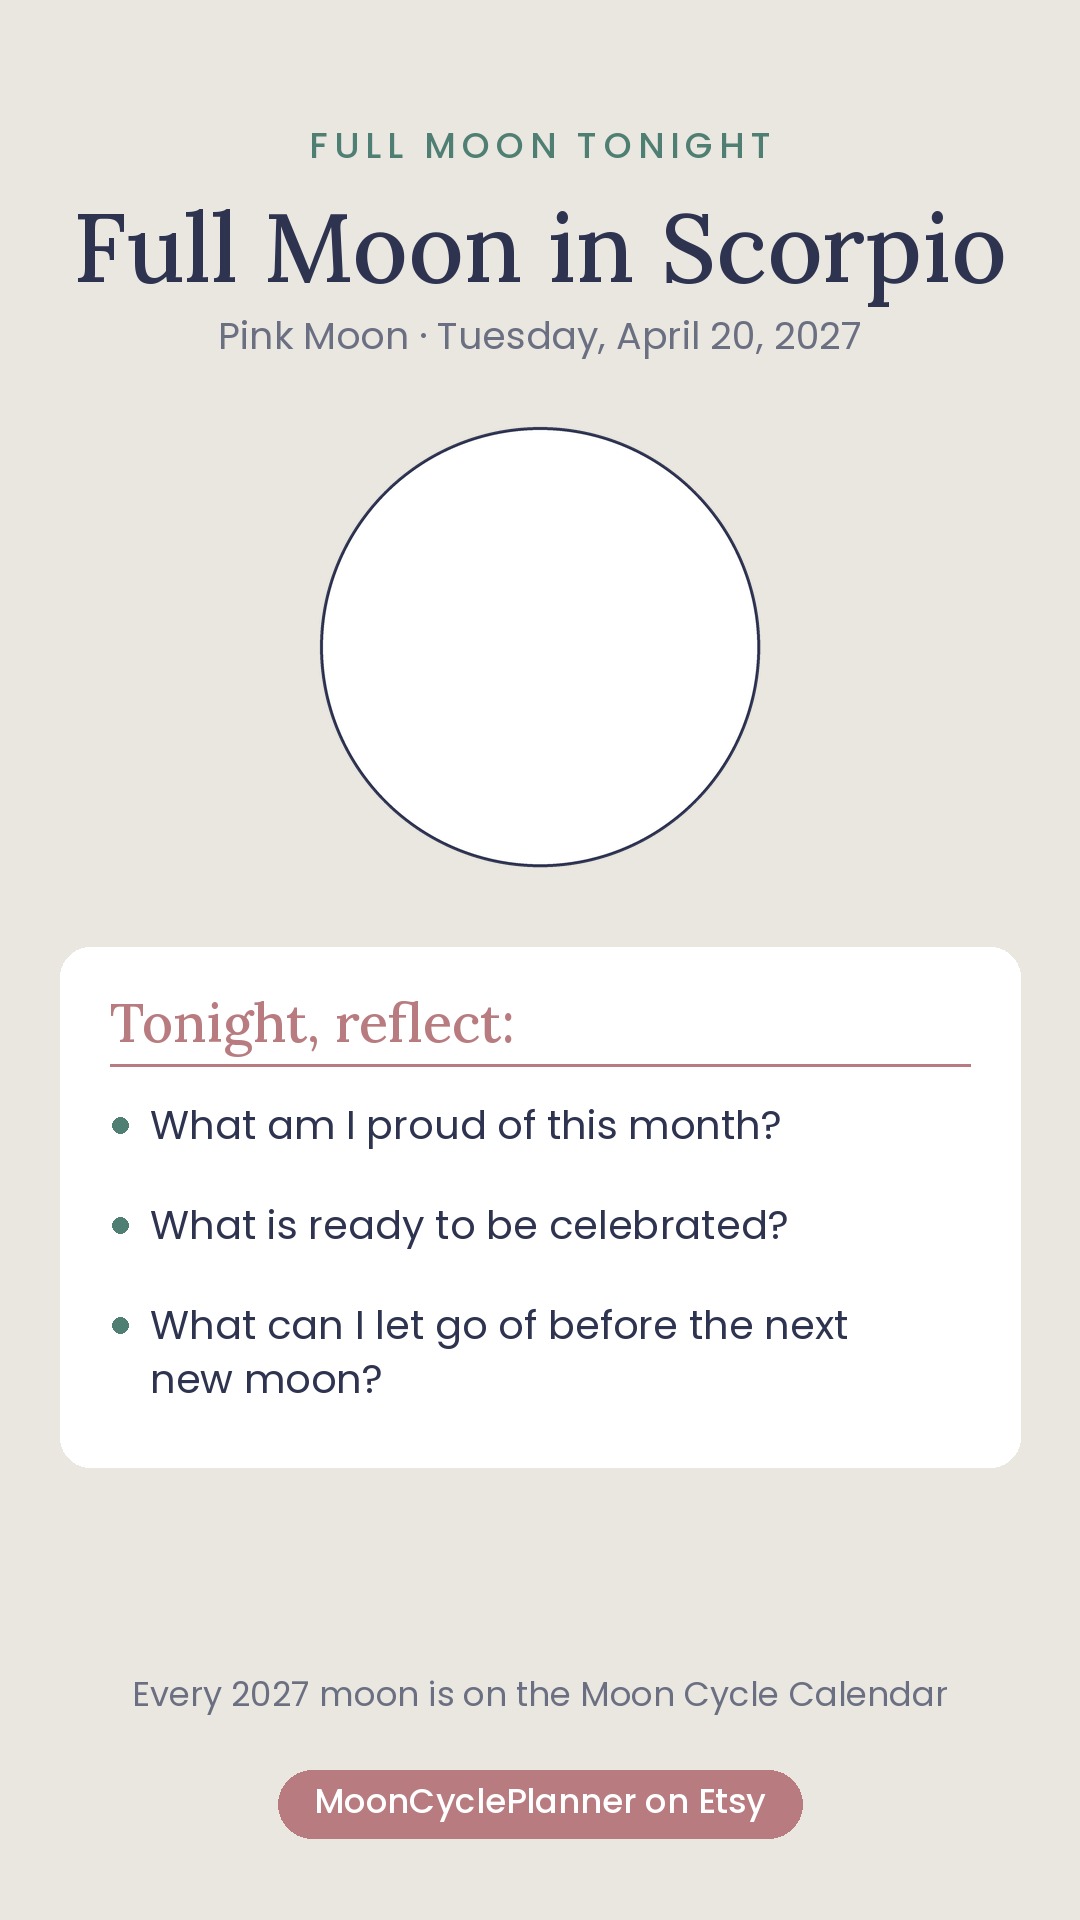 FULL MOON TONIGHT
Full Moon in Scorpio
Pink Moon · Tuesday, April 20, 2027
Tonight, reflect:
What am I proud of this month?
What is ready to be celebrated?
What can I let go of before the next
new moon?
Every 2027 moon is on the Moon Cycle Calendar
MoonCyclePlanner on Etsy